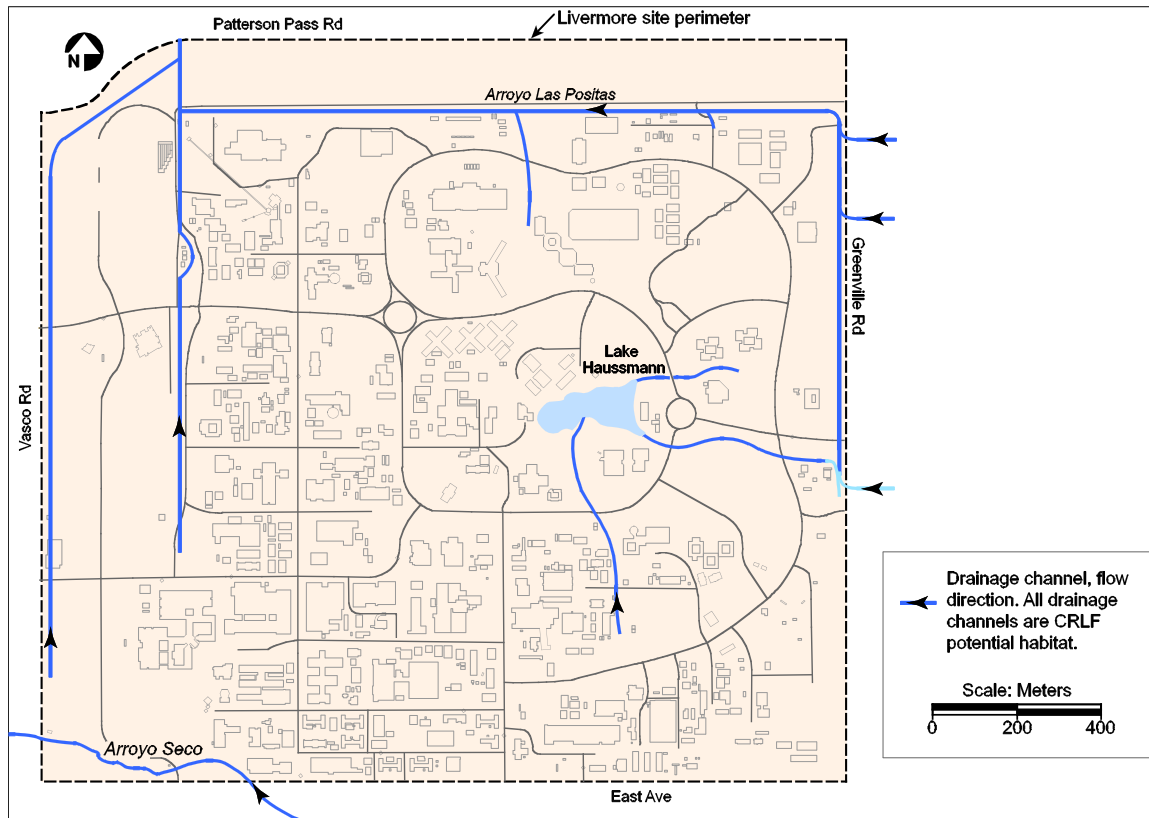 Patterson Pass Rd
Livermore site perimeter
N
Arroyo Las Positas
Greenville Rd
Lake
Haussmann
Vasco Rd
Drainage channel, flow
direction. All drainage
channels are CRLF
potential habitat.
Scale: Meters
0 200 400
Arroyo Seco
East Ave